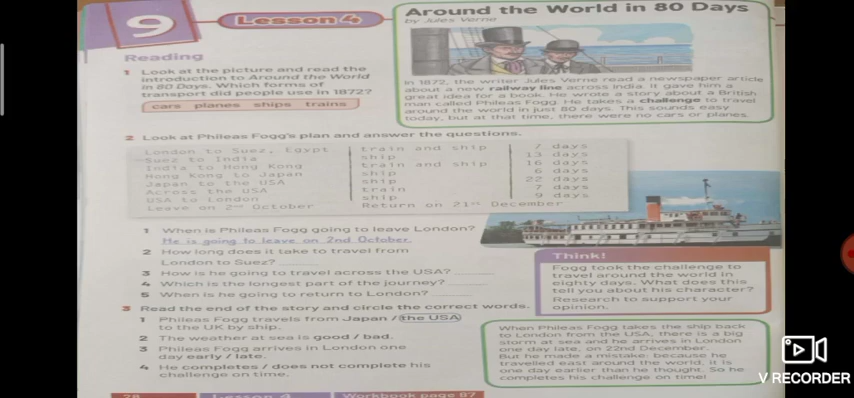 9
Lesson 4
Around the World in 80 Days
by Jules Verne
Reading
1 Look at the picture and read the
introduction to Around the World
in 80 Days. Which forms of
transport did people use in 1872?
cars planes ships trains
In 1872, the writer Jules Verne read a newspaper article
about a new railway line across India. It gave him a
great idea for a book. He wrote a story about a British
man called Phileas Fogg. He takes a challenge to travel
around the world in just 80 days. This sounds easy
today, but at that time, there were no cars or planes.
2 Look at Phileas Fogg's plan and answer the questions.
London to Suez, Egypt train and ship 7 days
Suez to India ship 13 days
India to Hong Kong train and ship 16 days
Hong Kong to Japan ship 6 days
Japan to the USA ship 22 days
Across the USA train 7 days
USA to London ship 9 days
Leave on 2nd October Return on 21st December
1 When is Phileas Fogg going to leave London?
He is going to leave on 2nd October.
2 How long does it take to travel from
London to Suez?
3 How is he going to travel across the USA?
4 Which is the longest part of the journey?
5 When is he going to return to London?
Think!
Fogg took the challenge to
travel around the world in
eighty days. What does this
tell you about his character?
Research to support your
opinion.
3 Read the end of the story and circle the correct words.
1 Phileas Fogg travels from Japan / the USA
to the UK by ship.
2 The weather at sea is good / bad.
3 Phileas Fogg arrives in London one
day early / late.
4 He completes / does not complete his
challenge on time.
When Phileas Fogg takes the ship back
to London from the USA, there is a big
storm at sea and he arrives in London
one day late, on 22nd December.
But he made a mistake: because he
travelled east around the world, it is
one day earlier than he thought. So he
completes his challenge on time!
28 Lesson 4 Workbook page 87
V RECORDER